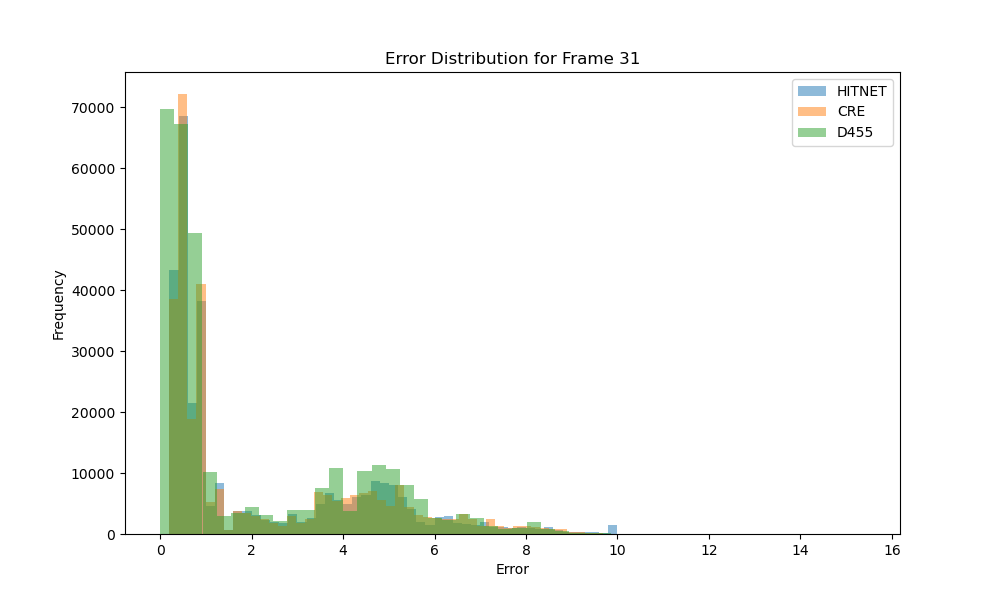 Error Distribution for Frame 31
HITNET
CRE
D455
70000
60000
50000
40000
30000
20000
10000
0
Frequency
0 2 4 6 8 10 12 14 16
Error